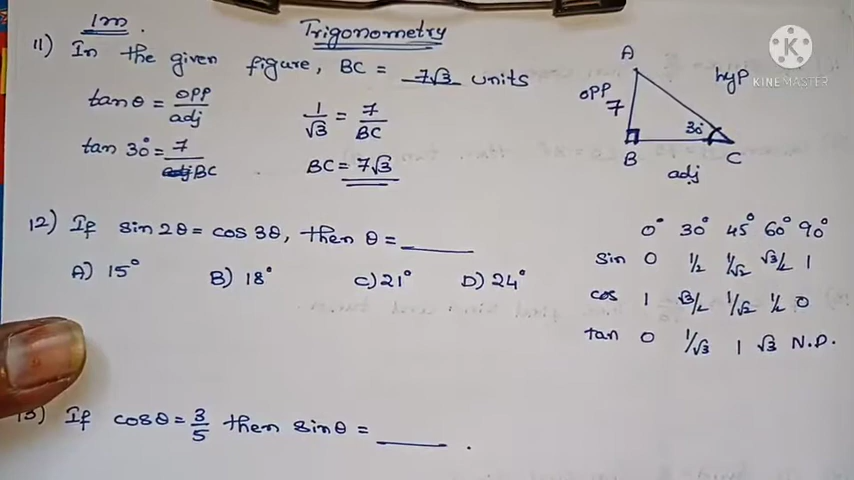 1m.
Trigonometry
11) In the given figure, BC = 7√3 units
tanθ = opp/adj
1/√3 = 7/BC
tan 30° = 7/BC
BC = 7√3
A
opp
7
hyp
30°
B
C
adj
KINEMASTER
12) If sin 2θ = cos 3θ, then θ = ______
A) 15° B) 18° C) 21° D) 24°
0° 30° 45° 60° 90°
sin 0 1/2 1/√2 √3/2 1
cos 1 √3/2 1/√2 1/2 0
tan 0 1/√3 1 √3 N.D.
13) If cosθ = 3/5 then sinθ = ______.